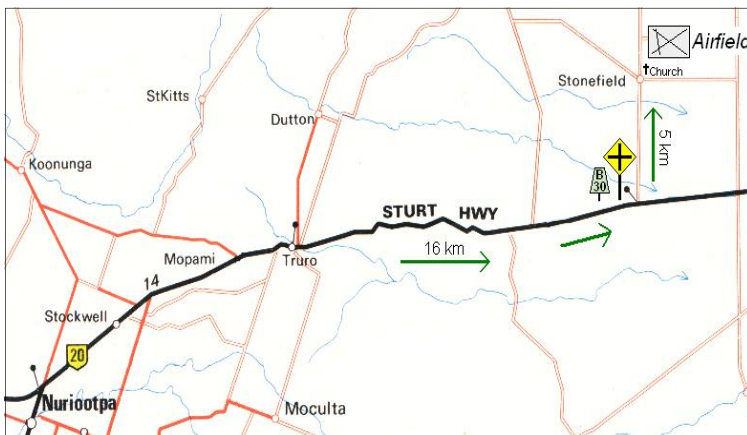 Airfield
Stonefield
Church
StKitts
Dutton
5 km
Koonunga
B
30
STURT HWY
16 km
Mopami
Truro
14
Stockwell
20
Nuriootpa
Moculta